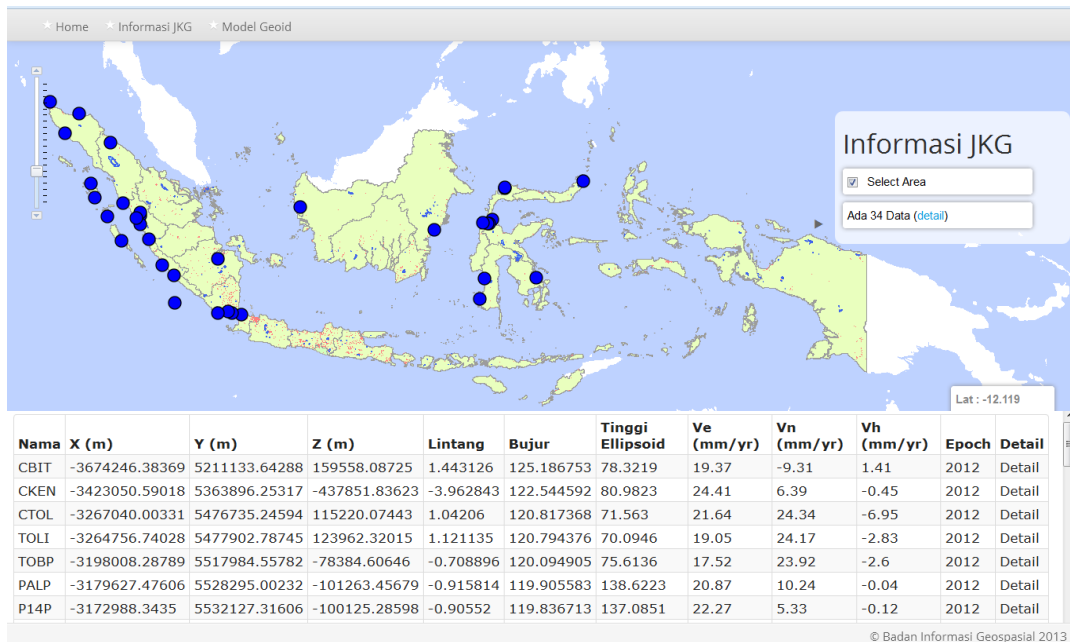 Home Informasi JKG Model Geoid
Informasi JKG
Select Area
Ada 34 Data (detail)
Lat : -12.119
Nama X (m) Y (m) Z (m) Lintang Bujur Tinggi Ellipsoid Ve (mm/yr) Vn (mm/yr) Vh (mm/yr) Epoch Detail
CBIT -3674246.38369 5211133.64288 159558.08725 1.443126 125.186753 78.3219 19.37 -9.31 1.41 2012 Detail
CKEN -3423050.59018 5363896.25317 -437851.83623 -3.962843 122.544592 80.9823 24.41 6.39 -0.45 2012 Detail
CTOL -3267040.00331 5476735.24594 115220.07443 1.04206 120.817368 71.563 21.64 24.34 -6.95 2012 Detail
TOLI -3264756.74028 5477902.78745 123962.32015 1.121135 120.794376 70.0946 19.05 24.17 -2.83 2012 Detail
TOBP -3198008.28789 5517984.55782 -78384.60646 -0.708896 120.094905 75.6136 17.52 23.92 -2.6 2012 Detail
PALP -3179627.47606 5528295.00232 -101263.45679 -0.915814 119.905583 138.6223 20.87 10.24 -0.04 2012 Detail
P14P -3172988.3435 5532127.31606 -100125.28598 -0.90552 119.836713 137.0851 22.27 5.33 -0.12 2012 Detail
© Badan Informasi Geospasial 2013